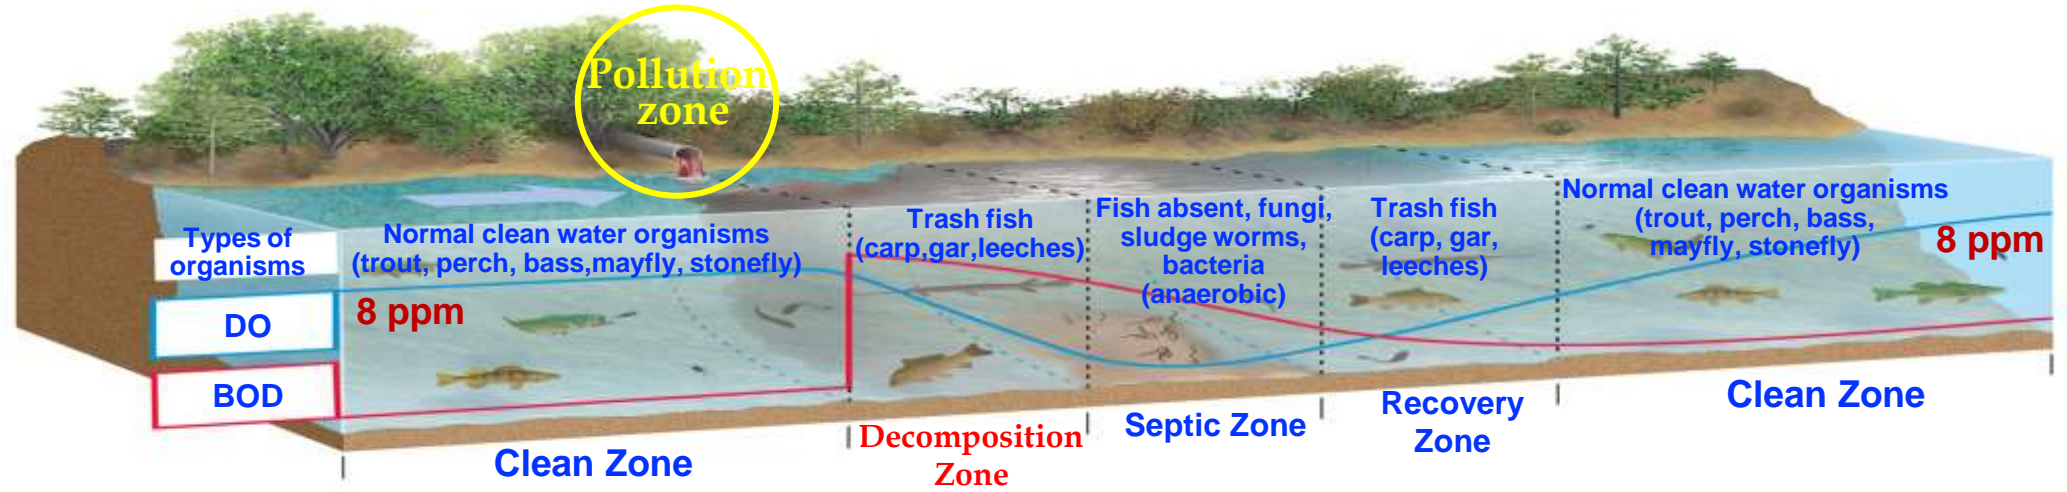 Pollution
zone
Types of
organisms
Normal clean water organisms
(trout, perch, bass,mayfly, stonefly)
Trash fish
(carp,gar,leeches)
Fish absent, fungi,
sludge worms,
bacteria
(anaerobic)
Trash fish
(carp, gar,
leeches)
Normal clean water organisms
(trout, perch, bass,
mayfly, stonefly)
8 ppm
DO
8 ppm
BOD
Clean Zone
Decomposition
Zone
Septic Zone
Recovery
Zone
Clean Zone